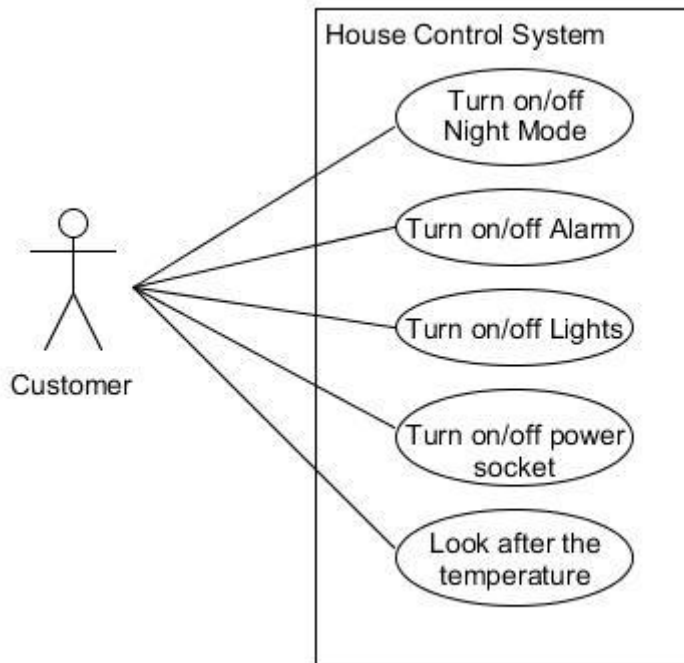 House Control System
Turn on/off
Night Mode
Turn on/off Alarm
Turn on/off Lights
Customer
Turn on/off power
socket
Look after the
temperature